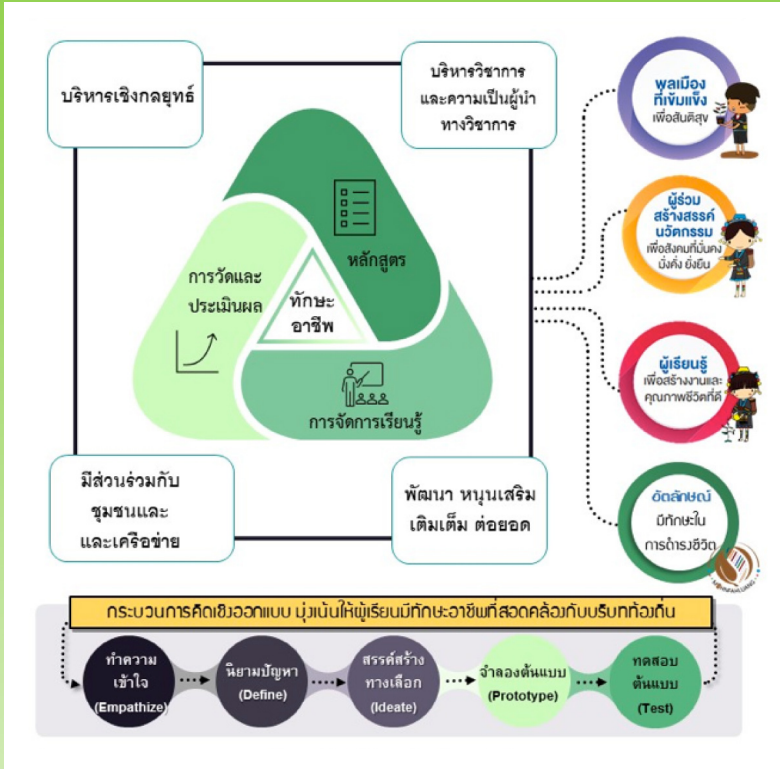 บริหารเชิงกลยุทธ์
บริหารวิชาการ
และความเป็นผู้นำ
ทางวิชาการ
หลักสูตร
การวัดและ
ประเมินผล
ทักษะ
อาชีพ
การจัดการเรียนรู้
มีส่วนร่วมกับ
ชุมชนและ
และเครือข่าย
พัฒนา หนุนเสริม
เติมเต็ม ต่อยอด
พลเมือง
ที่เข้มแข็ง
เพื่อสันติสุข
ผู้ร่วม
สร้างสรรค์
นวัตกรรม
เพื่อสังคมที่มั่นคง
มั่งคั่ง ยั่งยืน
ผู้เรียนรู้
เพื่อสร้างงานและ
คุณภาพชีวิตที่ดี
อัตลักษณ์
มีทักษะใน
การดำรงชีวิต
กระบวนการคิดเชิงออกแบบ มุ่งเน้นให้ผู้เรียนมีทักษะอาชีพที่สอดคล้องกับบริบทท้องถิ่น
ทำความ
เข้าใจ
(Empathize)
นิยามปัญหา
(Define)
สรรค์สร้าง
ทางเลือก
(Ideate)
จำลองต้นแบบ
(Prototype)
ทดสอบ
ต้นแบบ
(Test)